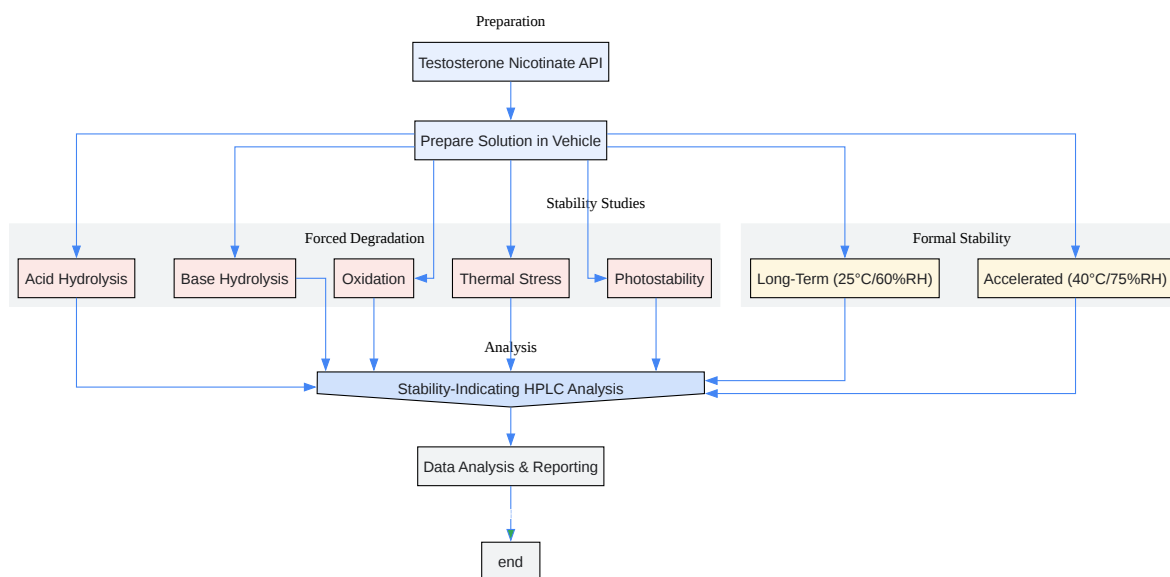 Preparation
Testosterone Nicotinate API
Prepare Solution in Vehicle
Stability Studies
Forced Degradation
Formal Stability
Acid Hydrolysis
Base Hydrolysis
Oxidation
Thermal Stress
Photostability
Long-Term (25°C/60%RH)
Accelerated (40°C/75%RH)
Analysis
Stability-Indicating HPLC Analysis
Data Analysis & Reporting
end